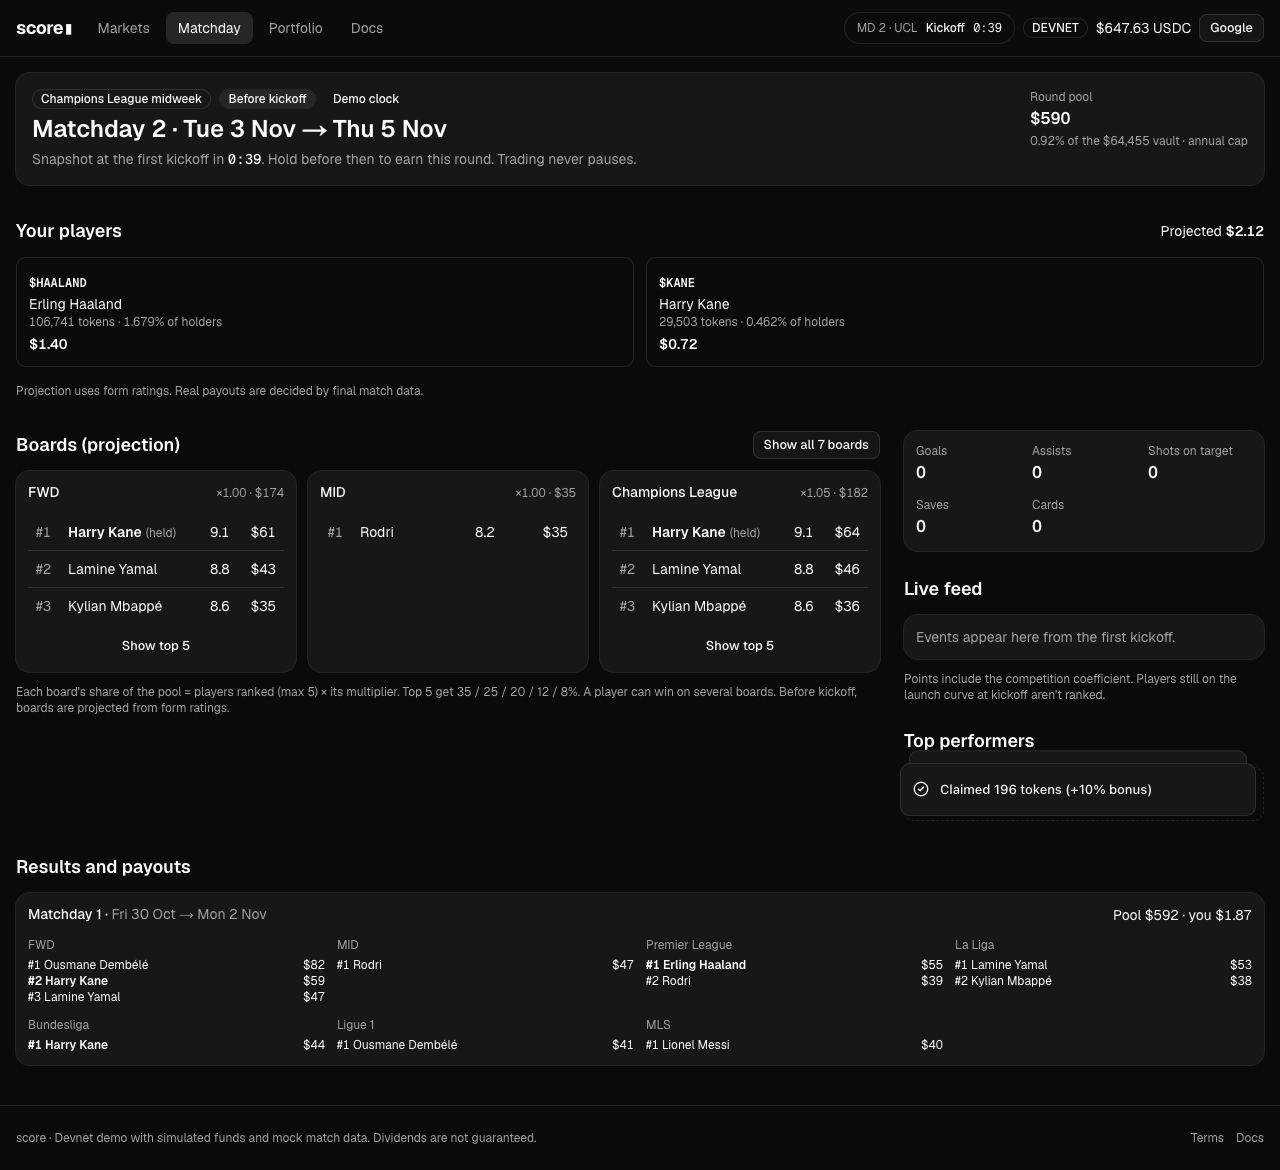 score
Markets
Matchday
Portfolio
Docs
MD 2 · UCL Kickoff 0:39
DEVNET
$647.63 USDC
Google
Champions League midweek
Before kickoff
Demo clock
Matchday 2 · Tue 3 Nov → Thu 5 Nov
Snapshot at the first kickoff in 0:39. Hold before then to earn this round. Trading never pauses.
Round pool
$590
0.92% of the $64,455 vault · annual cap
Your players
Projected $2.12
$HAALAND
Erling Haaland
106,741 tokens · 1.679% of holders
$1.40
$KANE
Harry Kane
29,503 tokens · 0.462% of holders
$0.72
Projection uses form ratings. Real payouts are decided by final match data.
Boards (projection)
Show all 7 boards
FWD ×1.00 · $174
#1 Harry Kane (held) 9.1 $61
#2 Lamine Yamal 8.8 $43
#3 Kylian Mbappé 8.6 $35
Show top 5
MID ×1.00 · $35
#1 Rodri 8.2 $35
Champions League ×1.05 · $182
#1 Harry Kane (held) 9.1 $64
#2 Lamine Yamal 8.8 $46
#3 Kylian Mbappé 8.6 $36
Show top 5
Each board's share of the pool = players ranked (max 5) × its multiplier. Top 5 get 35 / 25 / 20 / 12 / 8%. A player can win on several boards. Before kickoff,
boards are projected from form ratings.
Goals Assists Shots on target
0 0 0
Saves Cards
0 0
Live feed
Events appear here from the first kickoff.
Points include the competition coefficient. Players still on the
launch curve at kickoff aren't ranked.
Top performers
Claimed 196 tokens (+10% bonus)
Results and payouts
Matchday 1 · Fri 30 Oct → Mon 2 Nov
Pool $592 · you $1.87
FWD
#1 Ousmane Dembélé $82
#2 Harry Kane $59
#3 Lamine Yamal $47
MID
#1 Rodri $47
Premier League
#1 Erling Haaland $55
#2 Rodri $39
La Liga
#1 Lamine Yamal $53
#2 Kylian Mbappé $38
Bundesliga
#1 Harry Kane $44
Ligue 1
#1 Ousmane Dembélé $41
MLS
#1 Lionel Messi $40
score · Devnet demo with simulated funds and mock match data. Dividends are not guaranteed.
Terms
Docs